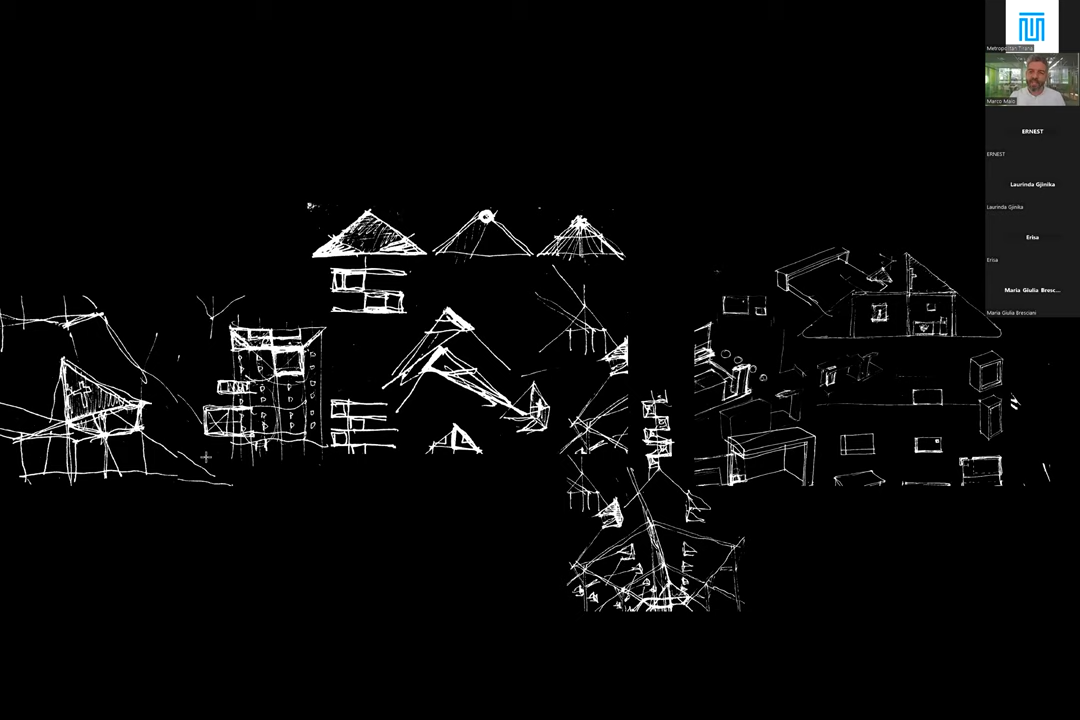 Metropolitan Tirana
Marco Maio
ERNEST
ERNEST
Laurinda Gjinika
Laurinda Gjinika
Erisa
Erisa
Maria Giulia Bresc...
Maria Giulia Bresciani